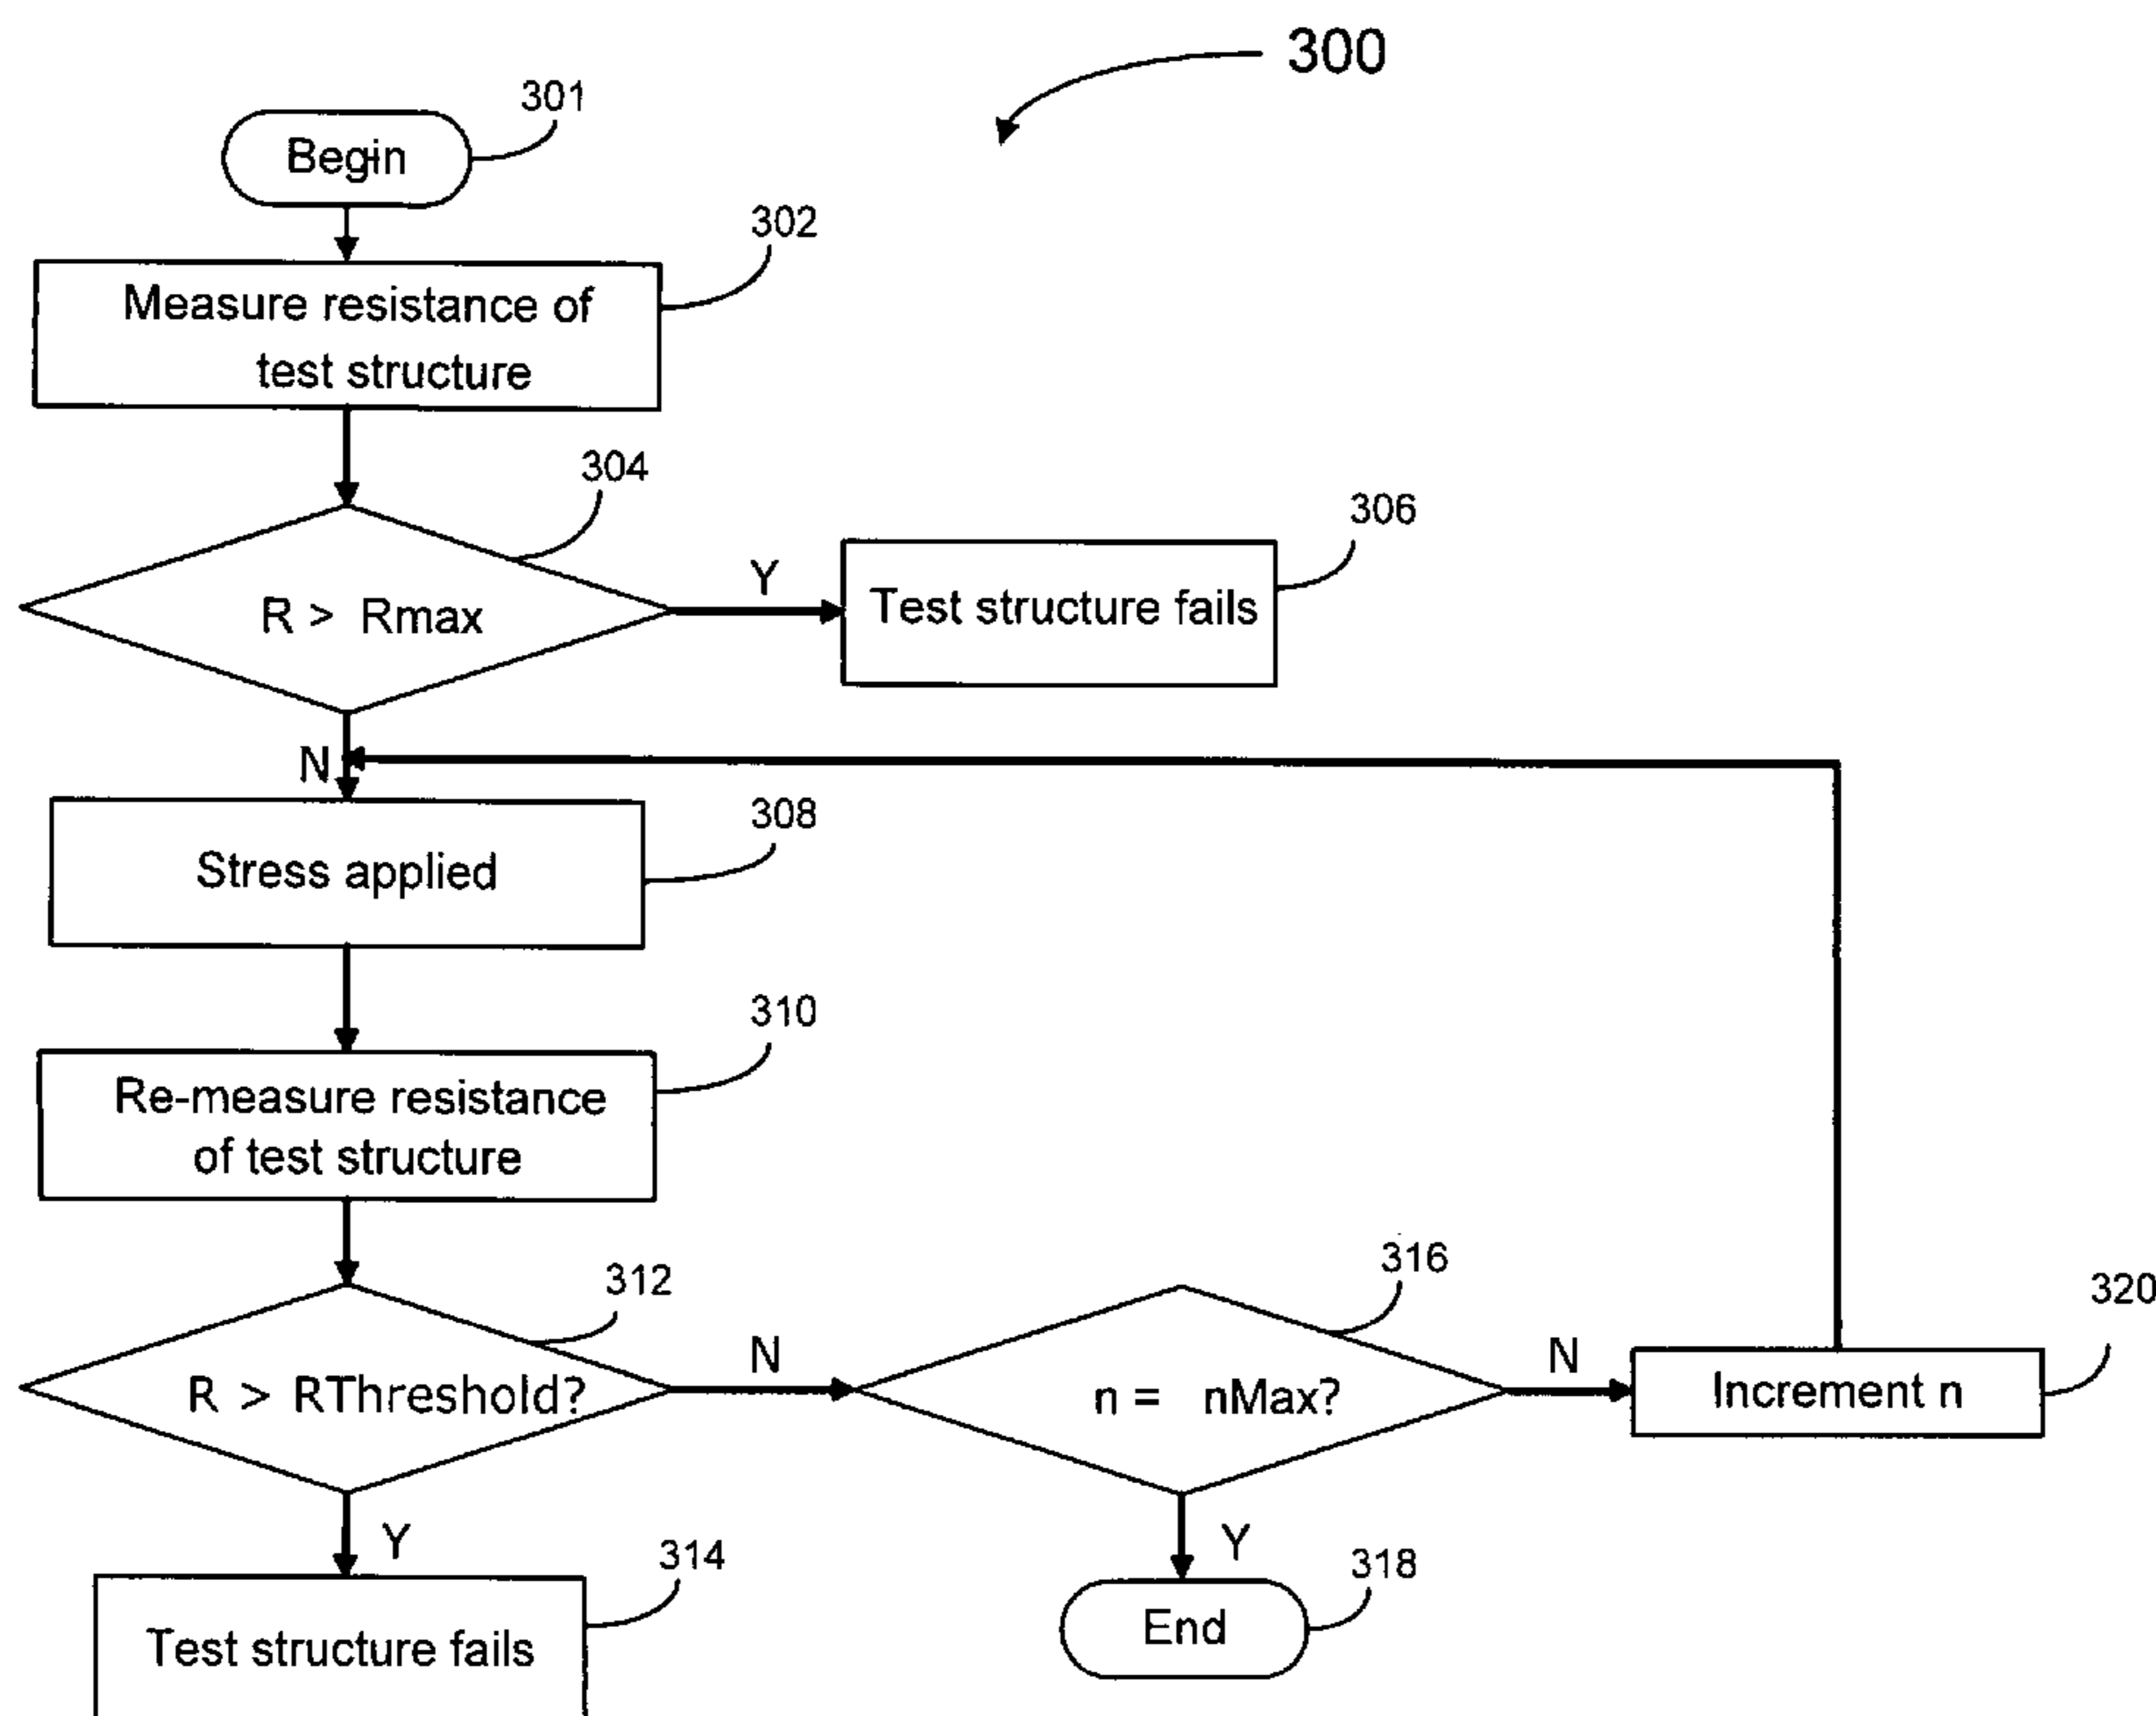 300
301
Begin
302
Measure resistance of
test structure
304
R > Rmax
Y
306
Test structure fails
N
308
Stress applied
310
Re-measure resistance
of test structure
312
R > RThreshold?
N
316
n = nMax?
N
320
Increment n
Y
314
Test structure fails
Y
318
End